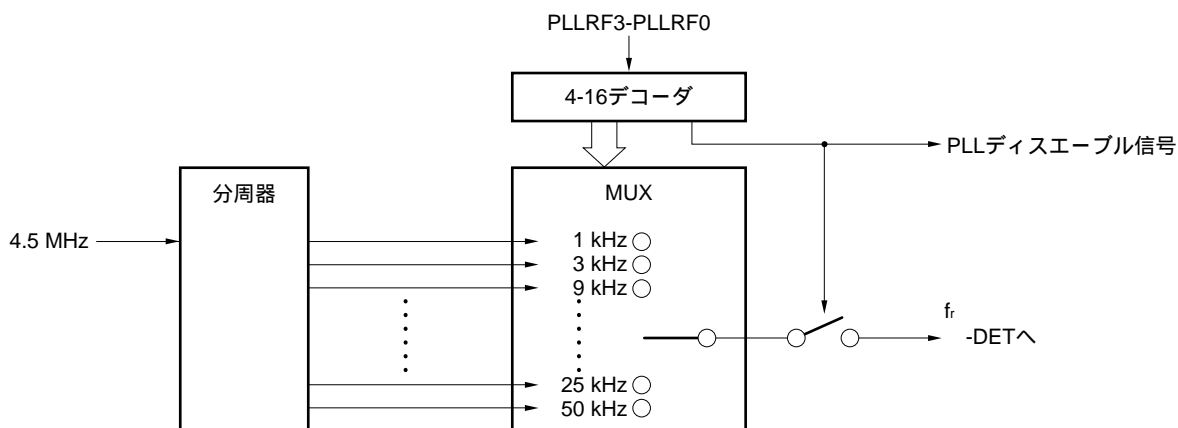 PLLRF3-PLLRF0
4-16デコーダ
PLLディスエーブル信号
分周器
MUX
4.5 MHz
1 kHz
3 kHz
9 kHz
25 kHz
50 kHz
fr
-DETへ